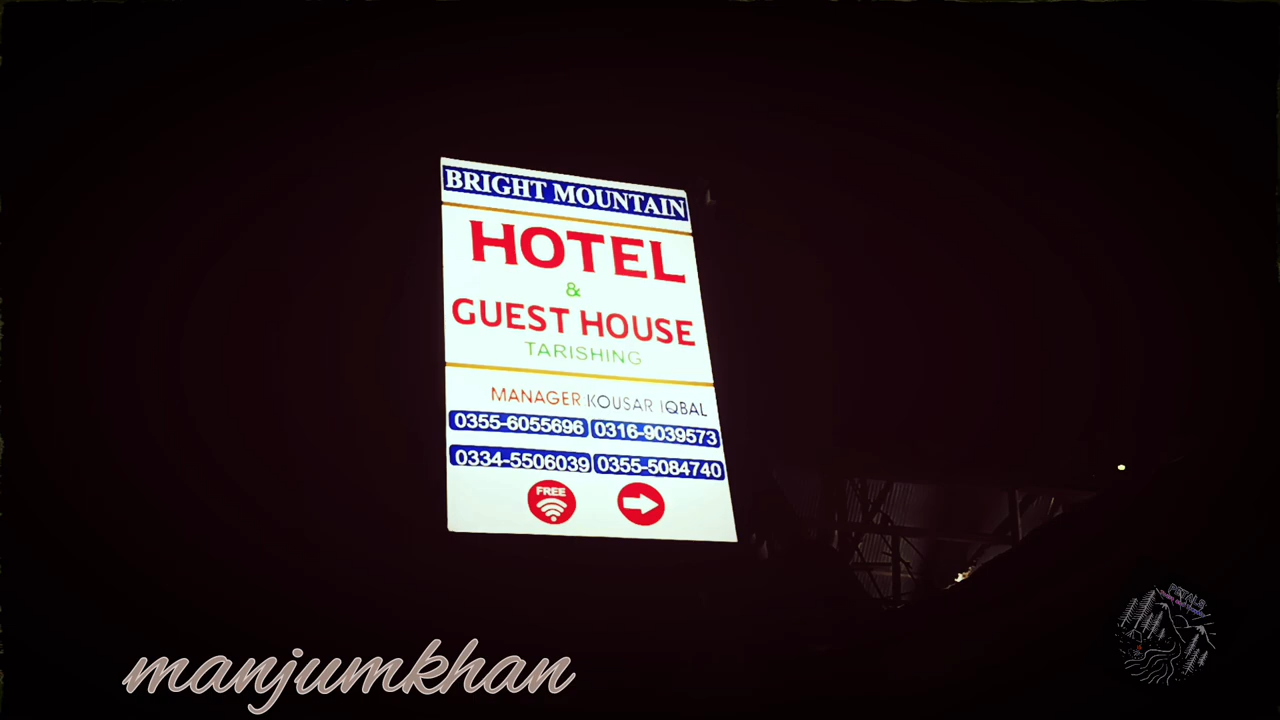 BRIGHT MOUNTAIN
HOTEL
&
GUEST HOUSE
TARISHING
MANAGER: KOUSAR IQBAL
0355-6055696 0316-9039573
0334-5506039 0355-5084740
FREE
manjumkhan